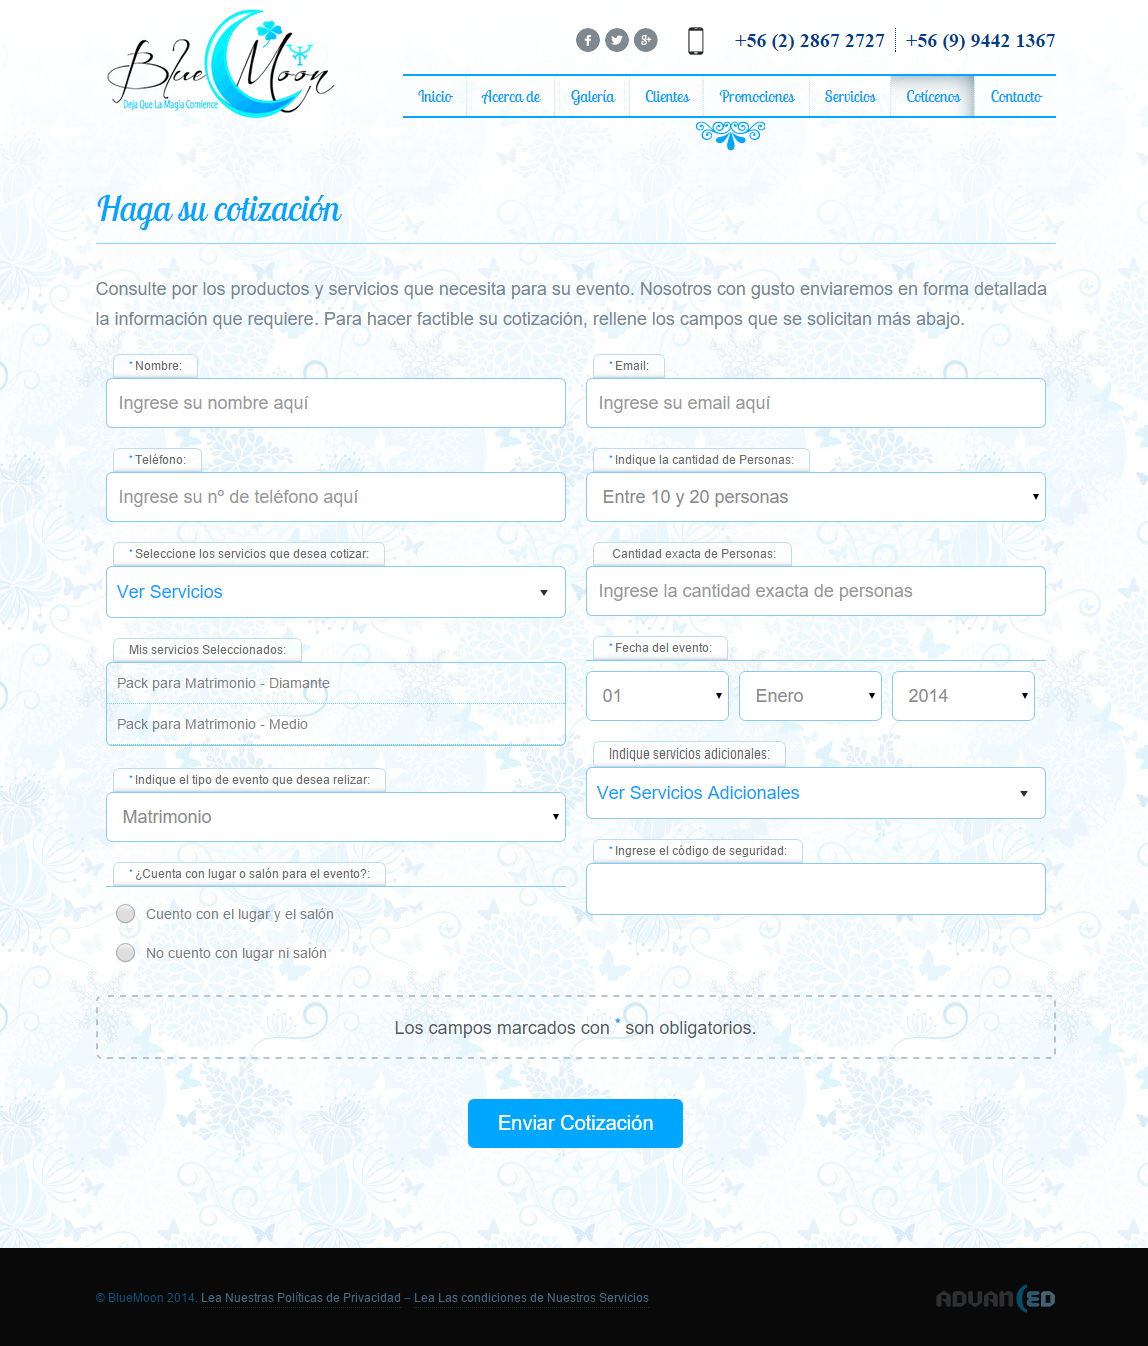 Blue Moon
Deja Que La Magia Comience
+56 (2) 2867 2727
+56 (9) 9442 1367
Inicio
Acerca de
Galería
Clientes
Promociones
Servicios
Cotícenos
Contacto
Haga su cotización
Consulte por los productos y servicios que necesita para su evento. Nosotros con gusto enviaremos en forma detallada
la información que requiere. Para hacer factible su cotización, rellene los campos que se solicitan más abajo.
* Nombre:
Ingrese su nombre aquí
* Email:
Ingrese su email aquí
* Teléfono:
Ingrese su nº de teléfono aquí
* Indique la cantidad de Personas:
Entre 10 y 20 personas
* Seleccione los servicios que desea cotizar:
Ver Servicios
Cantidad exacta de Personas:
Ingrese la cantidad exacta de personas
Mis servicios Seleccionados:
Pack para Matrimonio - Diamante
Pack para Matrimonio - Medio
* Fecha del evento:
01
Enero
2014
* Indique el tipo de evento que desea relizar:
Matrimonio
Indique servicios adicionales:
Ver Servicios Adicionales
* ¿Cuenta con lugar o salón para el evento?:
Cuento con el lugar y el salón
No cuento con lugar ni salón
* Ingrese el código de seguridad:
Los campos marcados con * son obligatorios.
Enviar Cotización
© BlueMoon 2014. Lea Nuestras Políticas de Privacidad – Lea Las condiciones de Nuestros Servicios
ADVANCED